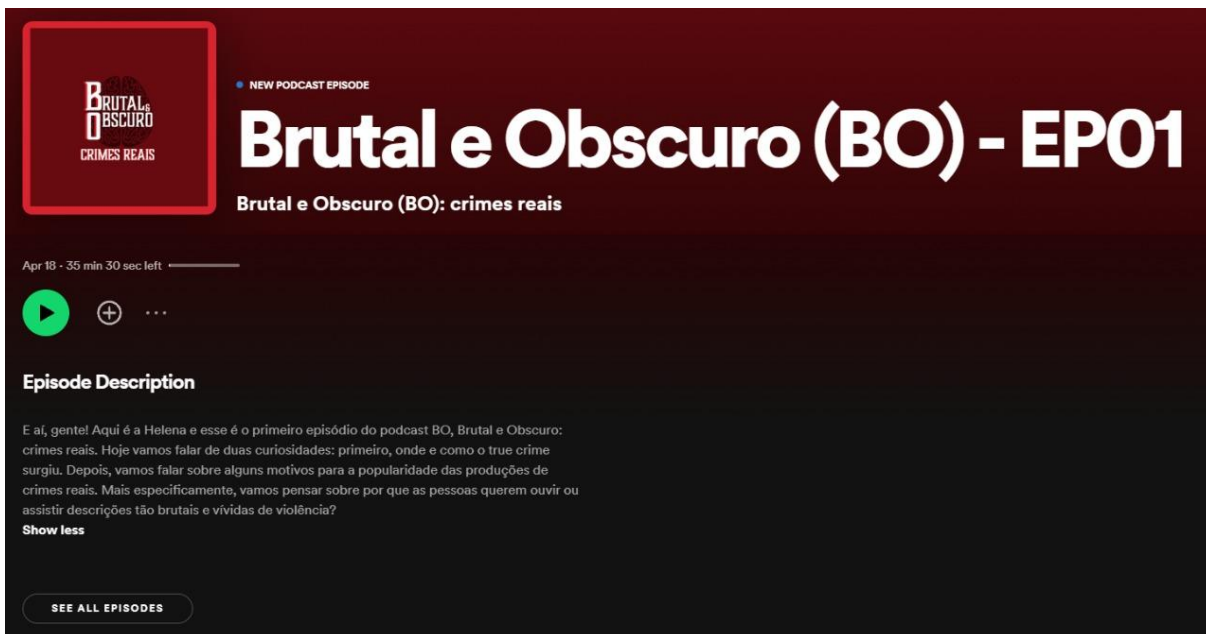 BRUTAL&
OBSCURO
CRIMES REAIS
NEW PODCAST EPISODE
Brutal e Obscuro (BO) - EP01
Brutal e Obscuro (BO): crimes reais
Apr 18 · 35 min 30 sec left
Episode Description
E aí, gente! Aqui é a Helena e esse é o primeiro episódio do podcast BO, Brutal e Obscuro:
crimes reais. Hoje vamos falar de duas curiosidades: primeiro, onde e como o true crime
surgiu. Depois, vamos falar sobre alguns motivos para a popularidade das produções de
crimes reais. Mais especificamente, vamos pensar sobre por que as pessoas querem ouvir ou
assistir descrições tão brutais e vívidas de violência?
Show less
SEE ALL EPISODES